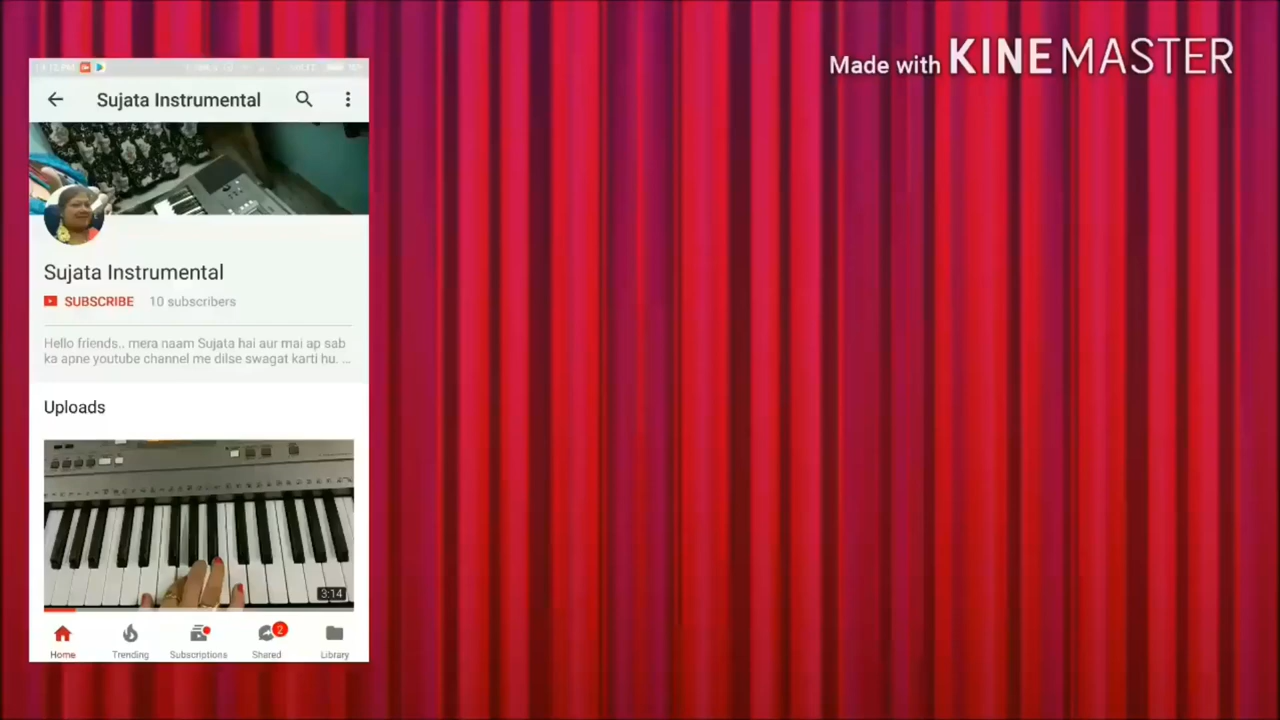 Made with KINEMASTER
Sujata Instrumental
Sujata Instrumental
SUBSCRIBE 10 subscribers
Hello friends.. mera naam Sujata hai aur mai ap sab
ka apne youtube channel me dilse swagat karti hu. ...
Uploads
3:14
2
Home Trending Subscriptions Shared Library